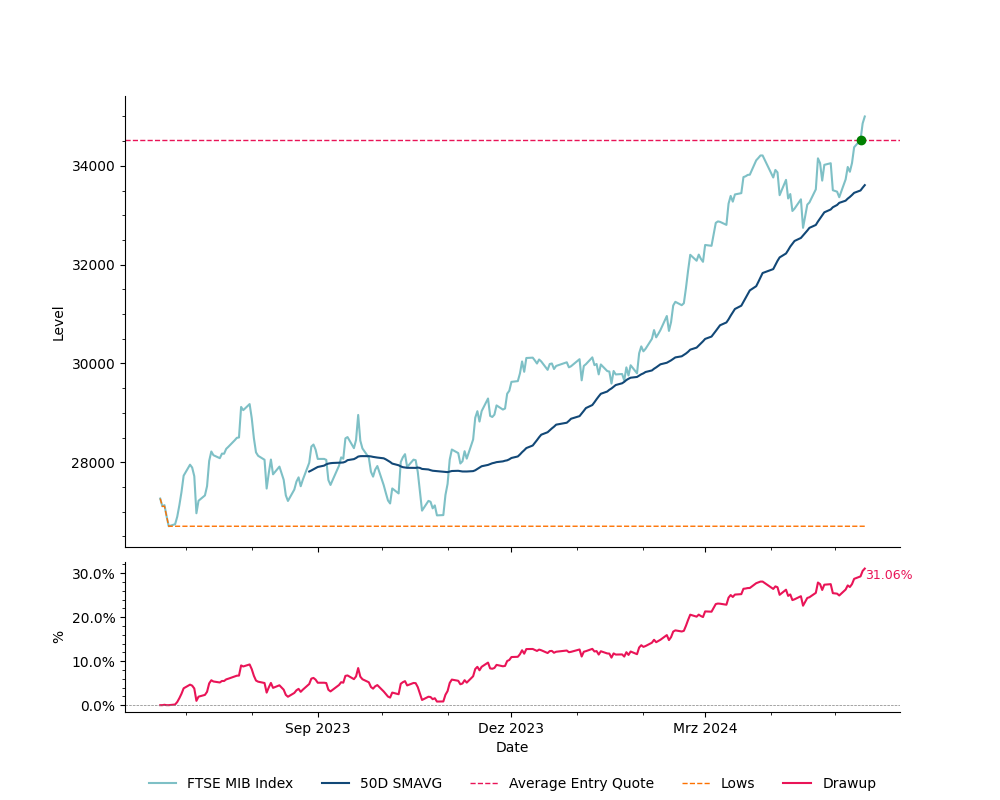 34000
32000
30000
28000
Level
30.0%
20.0%
10.0%
0.0%
%
31.06%
Sep 2023 Dez 2023 Mrz 2024
Date
FTSE MIB Index 50D SMAVG Average Entry Quote Lows Drawup